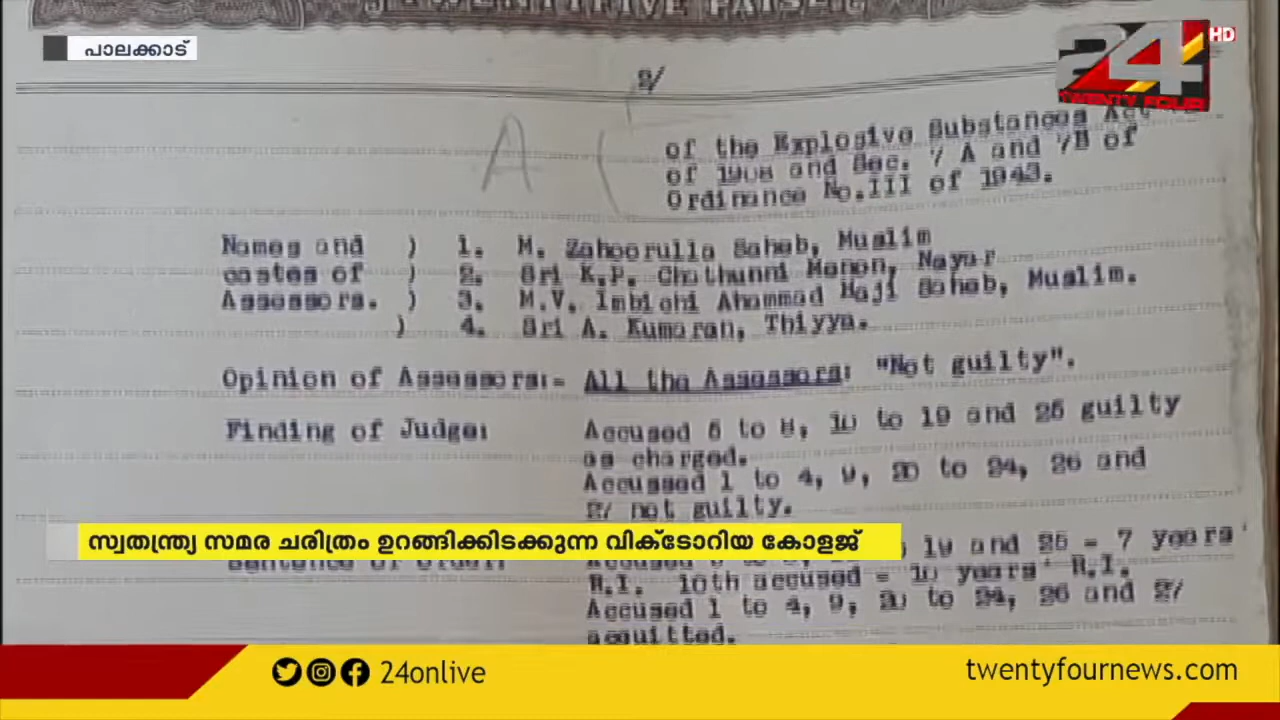 TWENTYFIVE PAISE
പാലക്കാട്
24 HD
TWENTY FOUR
2/
A
of the Explosive Substances Act
of 1908 and Sec. 7 A and 7B of
Ordinance No.III of 1943.
Names and ) 1. M. Zahoorulla Saheb, Muslim
castes of ) 2. Sri K.P. Chathunni Menon, Nayar
Assessors. ) 3. M.V. Imbichi Ahammad Haji Saheb, Muslim.
) 4. Sri A. Kumaran, Thiyya.
Opinion of Assessors:- All the Assessors: "Not guilty".
Finding of Judge: Accused 5 to 8, 10 to 19 and 25 guilty
as charged.
Accused 1 to 4, 9, 20 to 24, 26 and
27 not guilty.
സ്വതന്ത്ര്യ സമര ചരിത്രം ഉറങ്ങിക്കിടക്കുന്ന വിക്ടോറിയ കോളജ്
19 and 25 = 7 years'
R.I. 10th accused = 10 years' R.I.
Accused 1 to 4, 9, 20 to 24, 26 and 27
acquitted.
24onlive
twentyfournews.com